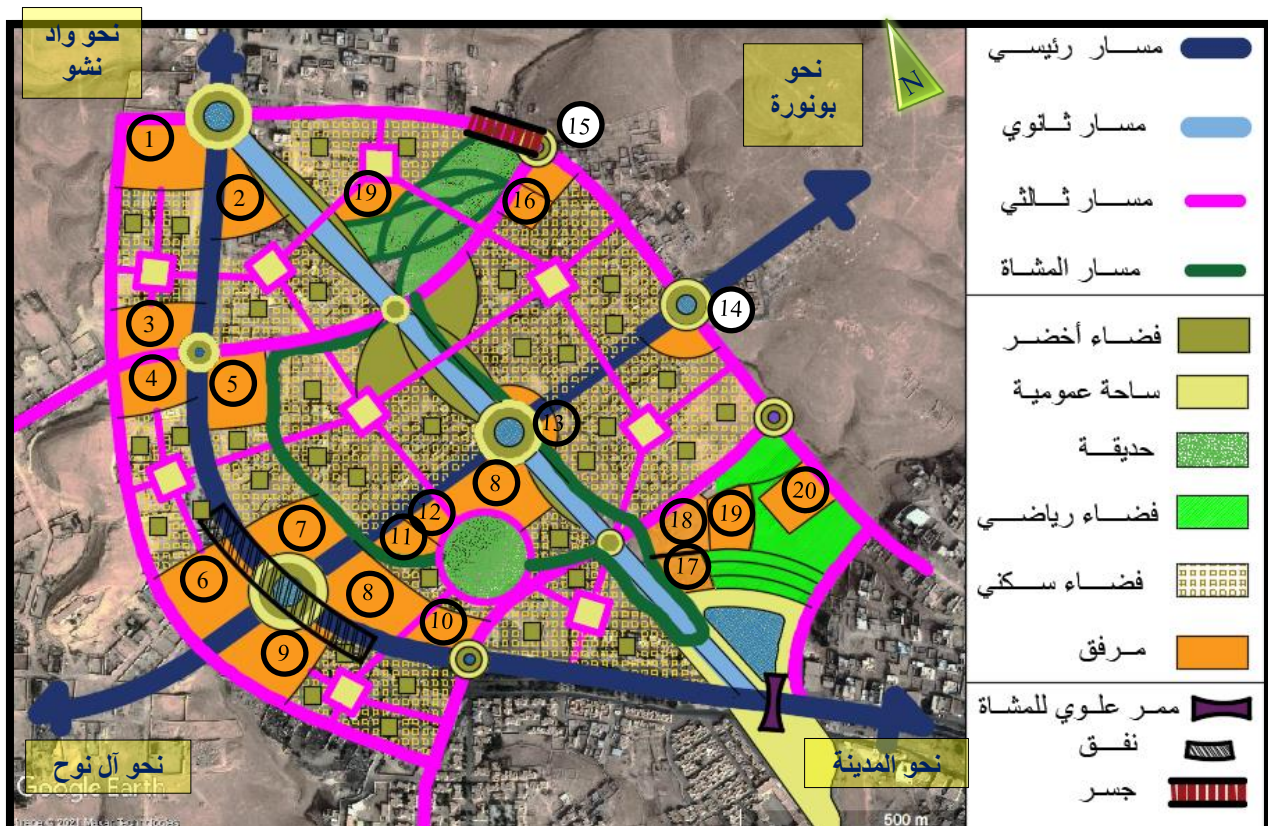 نحو واد
نشو
نحو
بونورة
N
1
2
19
15
16
3
4
5
14
13
8
12
11
7
6
8
10
9
18
19
20
17
نحو آل نوح
نحو المدينة
Google Earth
500 m
مسار رئيسي
مسار ثانوي
مسار ثالثي
مسار المشاة
فضاء أخضر
ساحة عمومية
حديقة
فضاء رياضي
فضاء سكني
مرفق
ممر علوي للمشاة
نفق
جسر